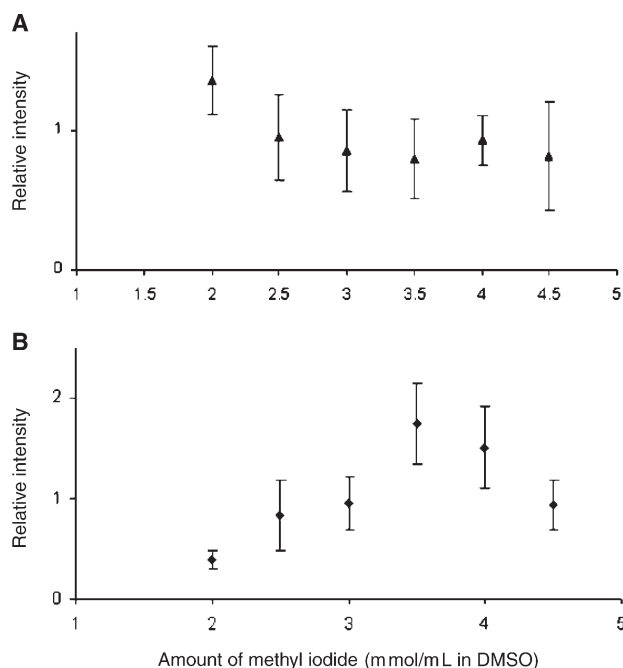 A
Relative intensity
1
0
1 1.5 2 2.5 3 3.5 4 4.5 5
B
Relative intensity
2
1
0
1 2 3 4 5
Amount of methyl iodide (mmol/mL in DMSO)